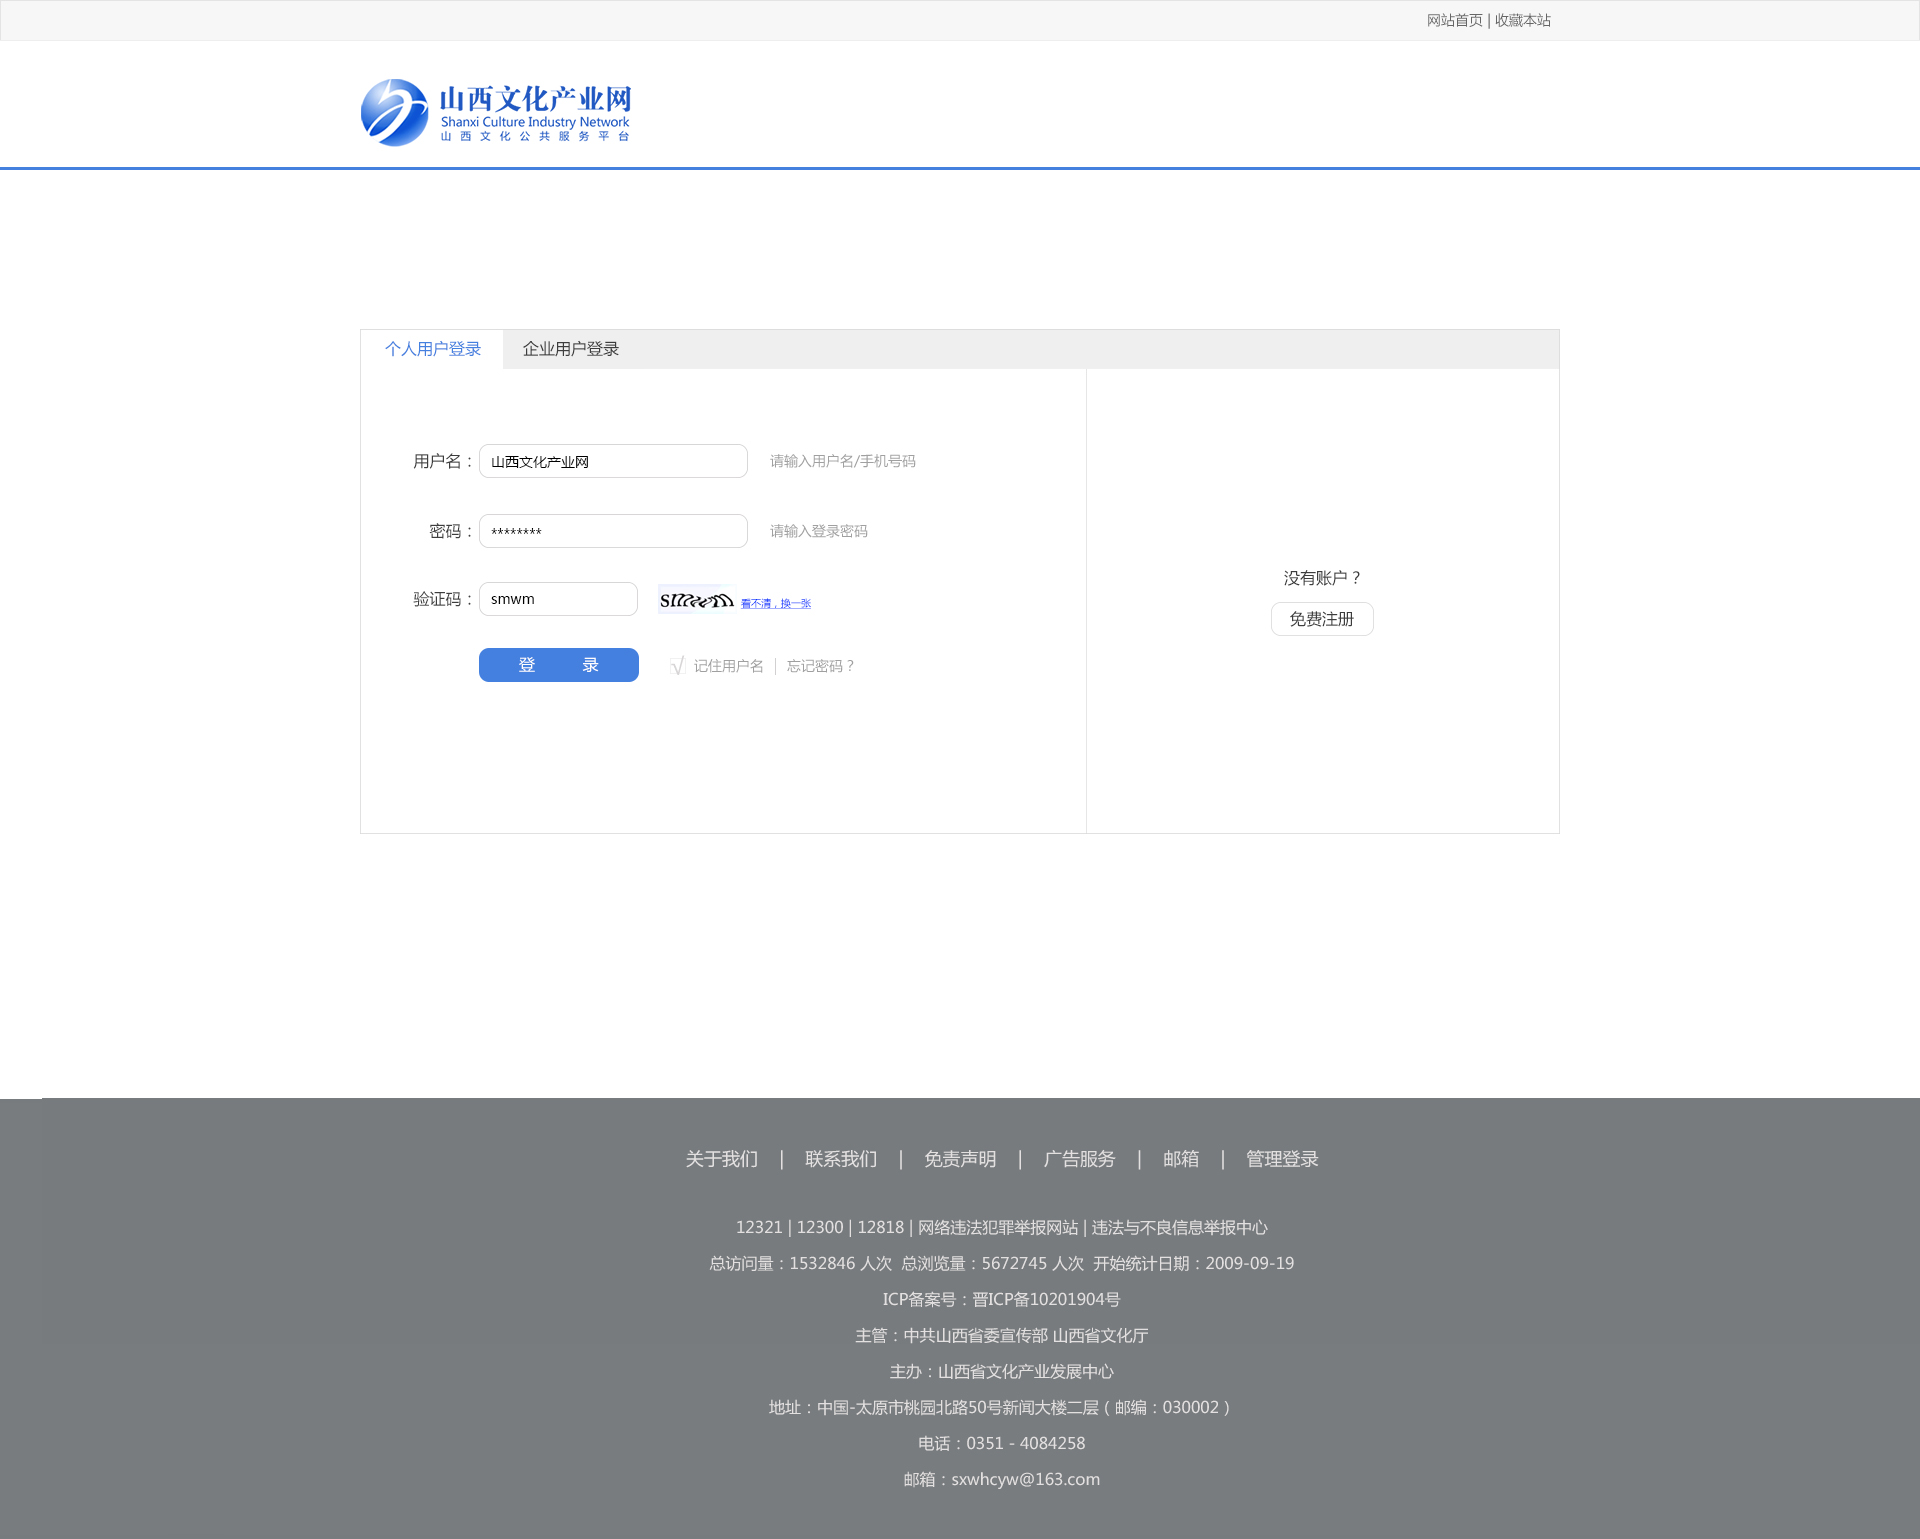 网站首页 | 收藏本站
山西文化产业网
Shanxi Culture Industry Network
山西文化公共服务平台
个人用户登录 企业用户登录
用户名： 山西文化产业网 请输入用户名/手机号码
密码： ******** 请输入登录密码
验证码： smwm 看不清，换一张
登 录 记住用户名 | 忘记密码？
没有账户？
免费注册
关于我们 | 联系我们 | 免责声明 | 广告服务 | 邮箱 | 管理登录
12321 | 12300 | 12818 | 网络违法犯罪举报网站 | 违法与不良信息举报中心
总访问量：1532846 人次 总浏览量：5672745 人次 开始统计日期：2009-09-19
ICP备案号：晋ICP备10201904号
主管：中共山西省委宣传部 山西省文化厅
主办：山西省文化产业发展中心
地址：中国-太原市桃园北路50号新闻大楼二层（邮编：030002）
电话：0351 - 4084258
邮箱：sxwhcyw@163.com